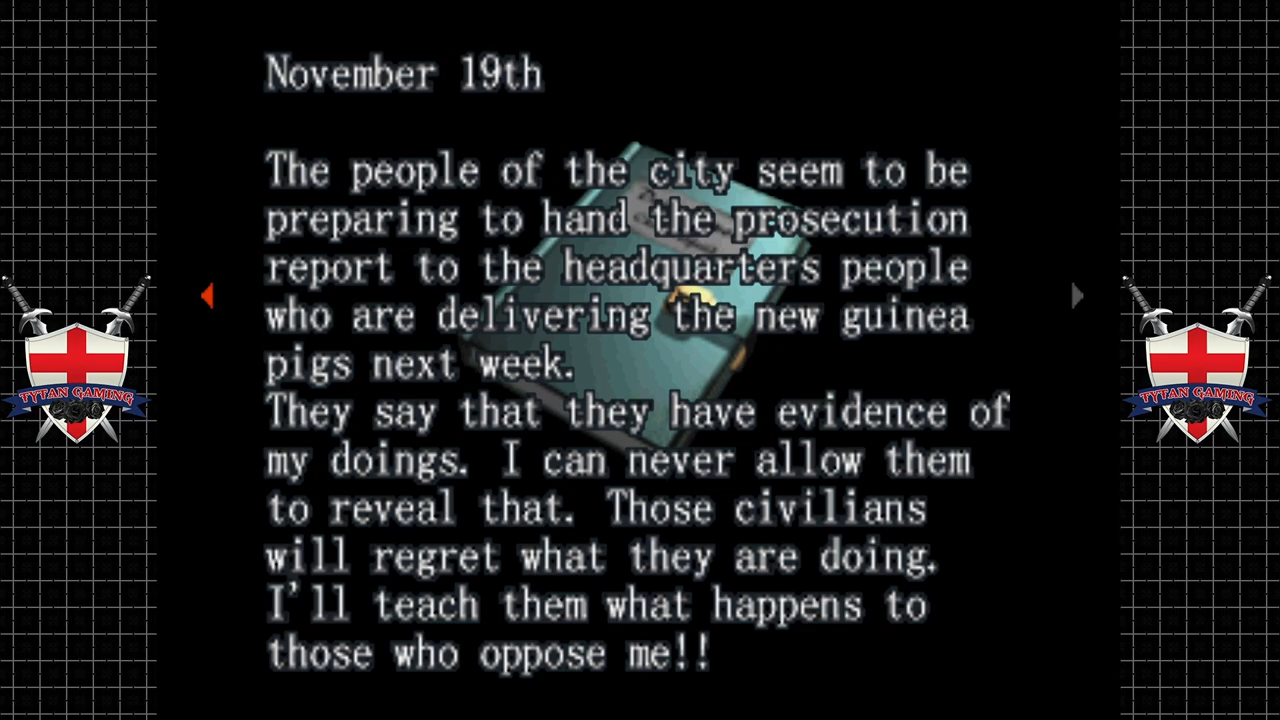 November 19th
The people of the city seem to be
preparing to hand the prosecution
report to the headquarters people
who are delivering the new guinea
pigs next week.
They say that they have evidence of
my doings. I can never allow them
to reveal that. Those civilians
will regret what they are doing.
I'll teach them what happens to
those who oppose me!!
TYTAN GAMING
TYTAN GAMING